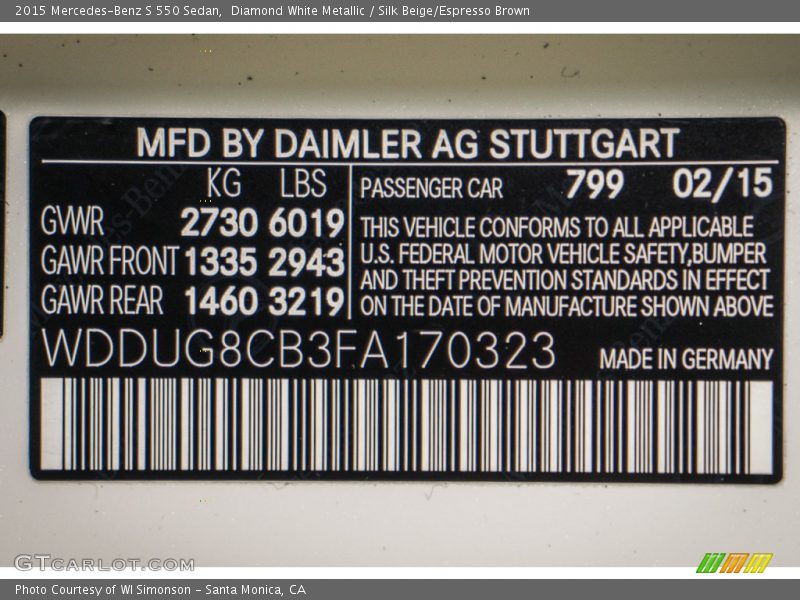 2015 Mercedes-Benz S 550 Sedan,  Diamond White Metallic / Silk Beige/Espresso Brown
MFD BY DAIMLER AG STUTTGART
KG LBS
GWWR 2730 6019
GAWR FRONT 1335 2943
GAWR REAR 1460 3219
PASSENGER CAR 799 02/15
THIS VEHICLE CONFORMS TO ALL APPLICABLE
U.S. FEDERAL MOTOR VEHICLE SAFETY,BUMPER
AND THEFT PREVENTION STANDARDS IN EFFECT
ON THE DATE OF MANUFACTURE SHOWN ABOVE
WDDUG8CB3FA170323 MADE IN GERMANY
GTCARLOT.COM
Photo Courtesy of WI Simonson - Santa Monica, CA